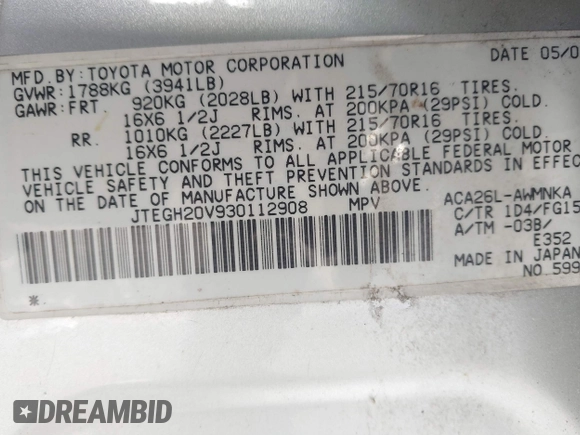 MFD.BY:TOYOTA MOTOR CORPORATION DATE 05/0
GVWR:1788KG (3941LB)
GAWR:FRT. 920KG (2028LB) WITH 215/70R16 TIRES.
16X6 1/2J RIMS. AT 200KPA (29PSI) COLD.
RR. 1010KG (2227LB) WITH 215/70R16 TIRES.
16X6 1/2J RIMS. AT 200KPA (29PSI) COLD.
THIS VEHICLE CONFORMS TO ALL APPLICABLE FEDERAL MOTOR
VEHICLE SAFETY AND THEFT PREVENTION STANDARDS IN EFFEC
ON THE DATE OF MANUFACTURE SHOWN ABOVE.
JTEGH20V930112908 MPV
ACA26L-AWMNKA
C/TR 1D4/FG15
A/TM -03B/
E352
MADE IN JAPAN
NO.599
*.
DREAMBID